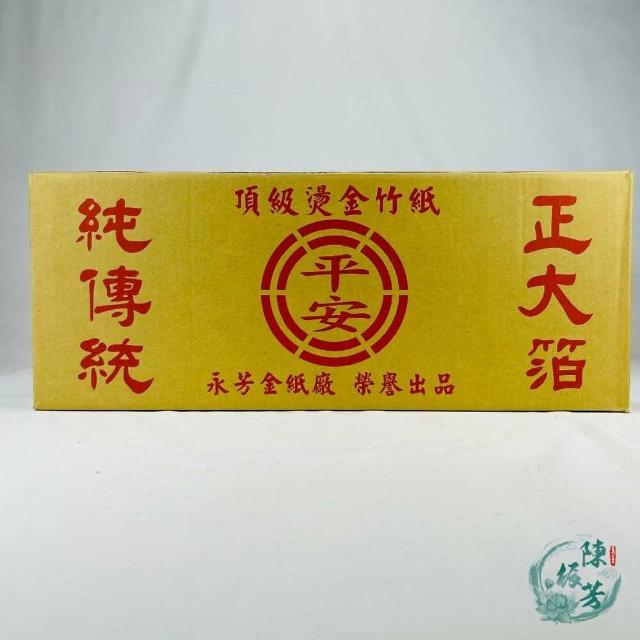 頂級燙金竹紙
純傳統
平安
正大箔
永芳金紙廠 榮譽出品
陳振芳